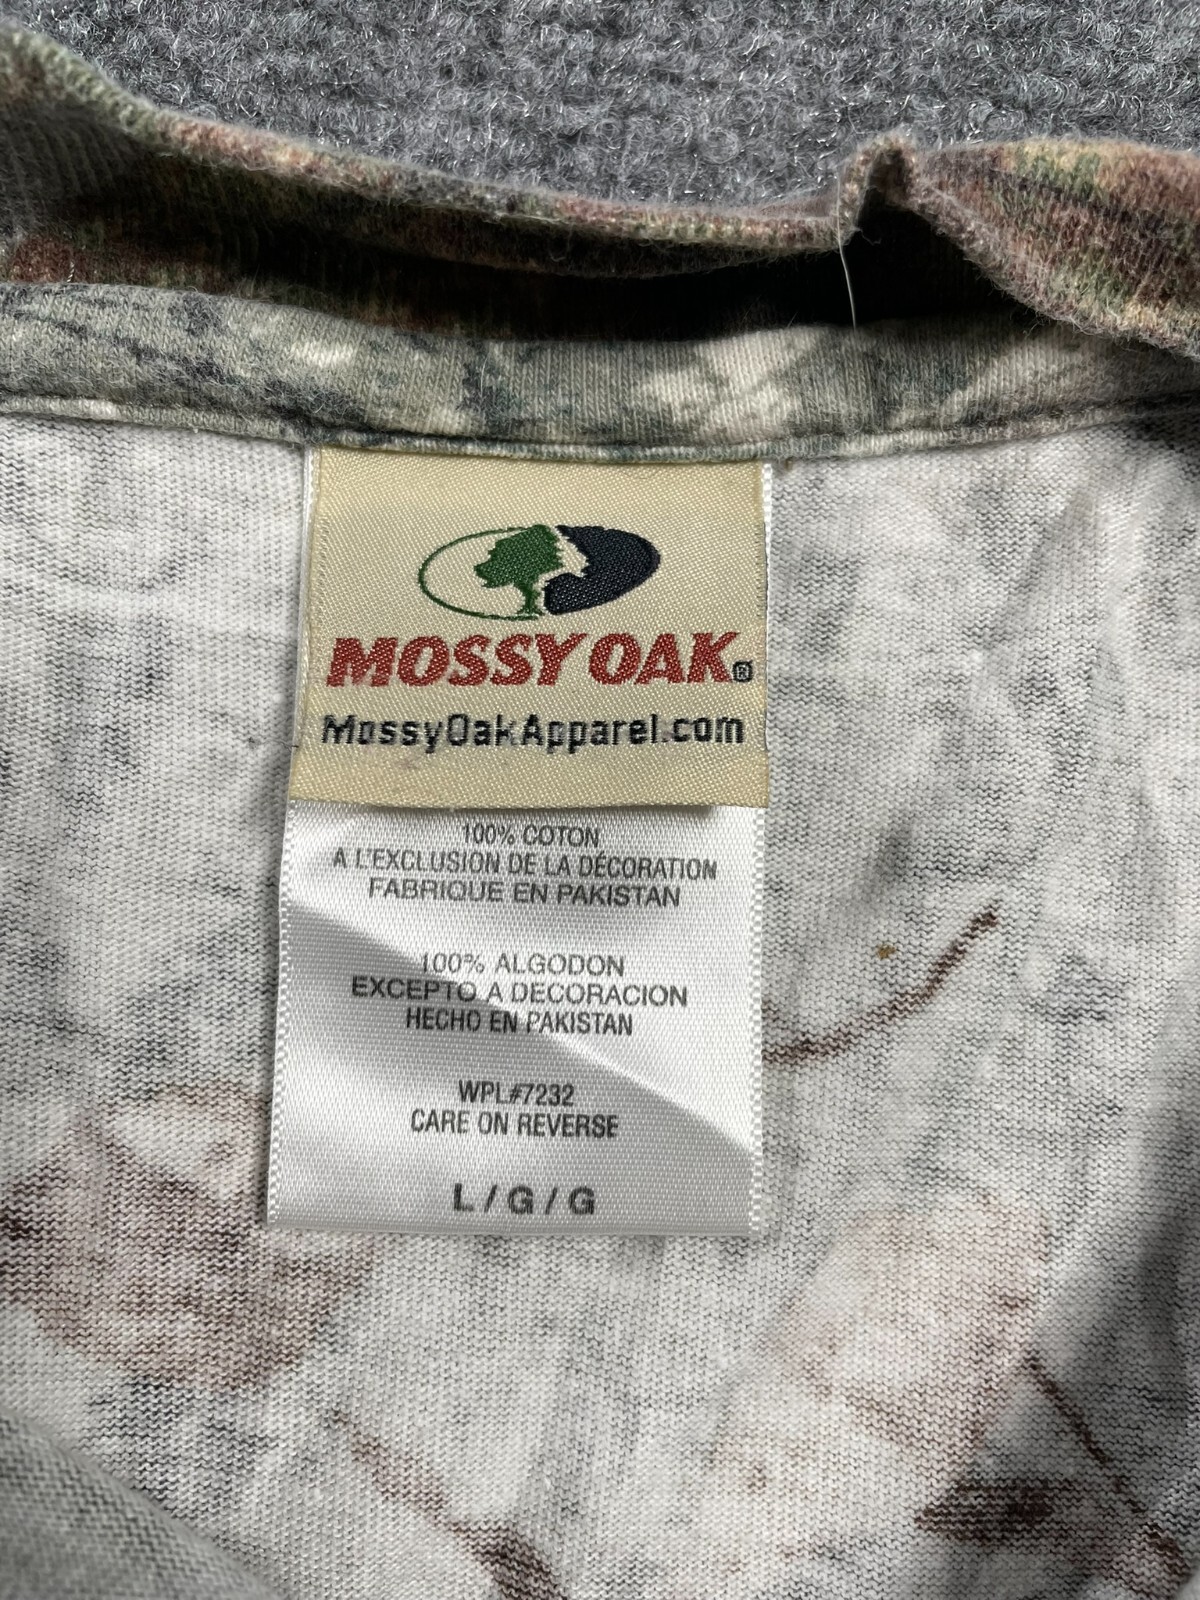 MOSSY OAK®
MossyOakApparel.com
100% COTON
A L'EXCLUSION DE LA DÉCORATION
FABRIQUE EN PAKISTAN
100% ALGODON
EXCEPTO A DECORACION
HECHO EN PAKISTAN
WPL#7232
CARE ON REVERSE
L / G / G